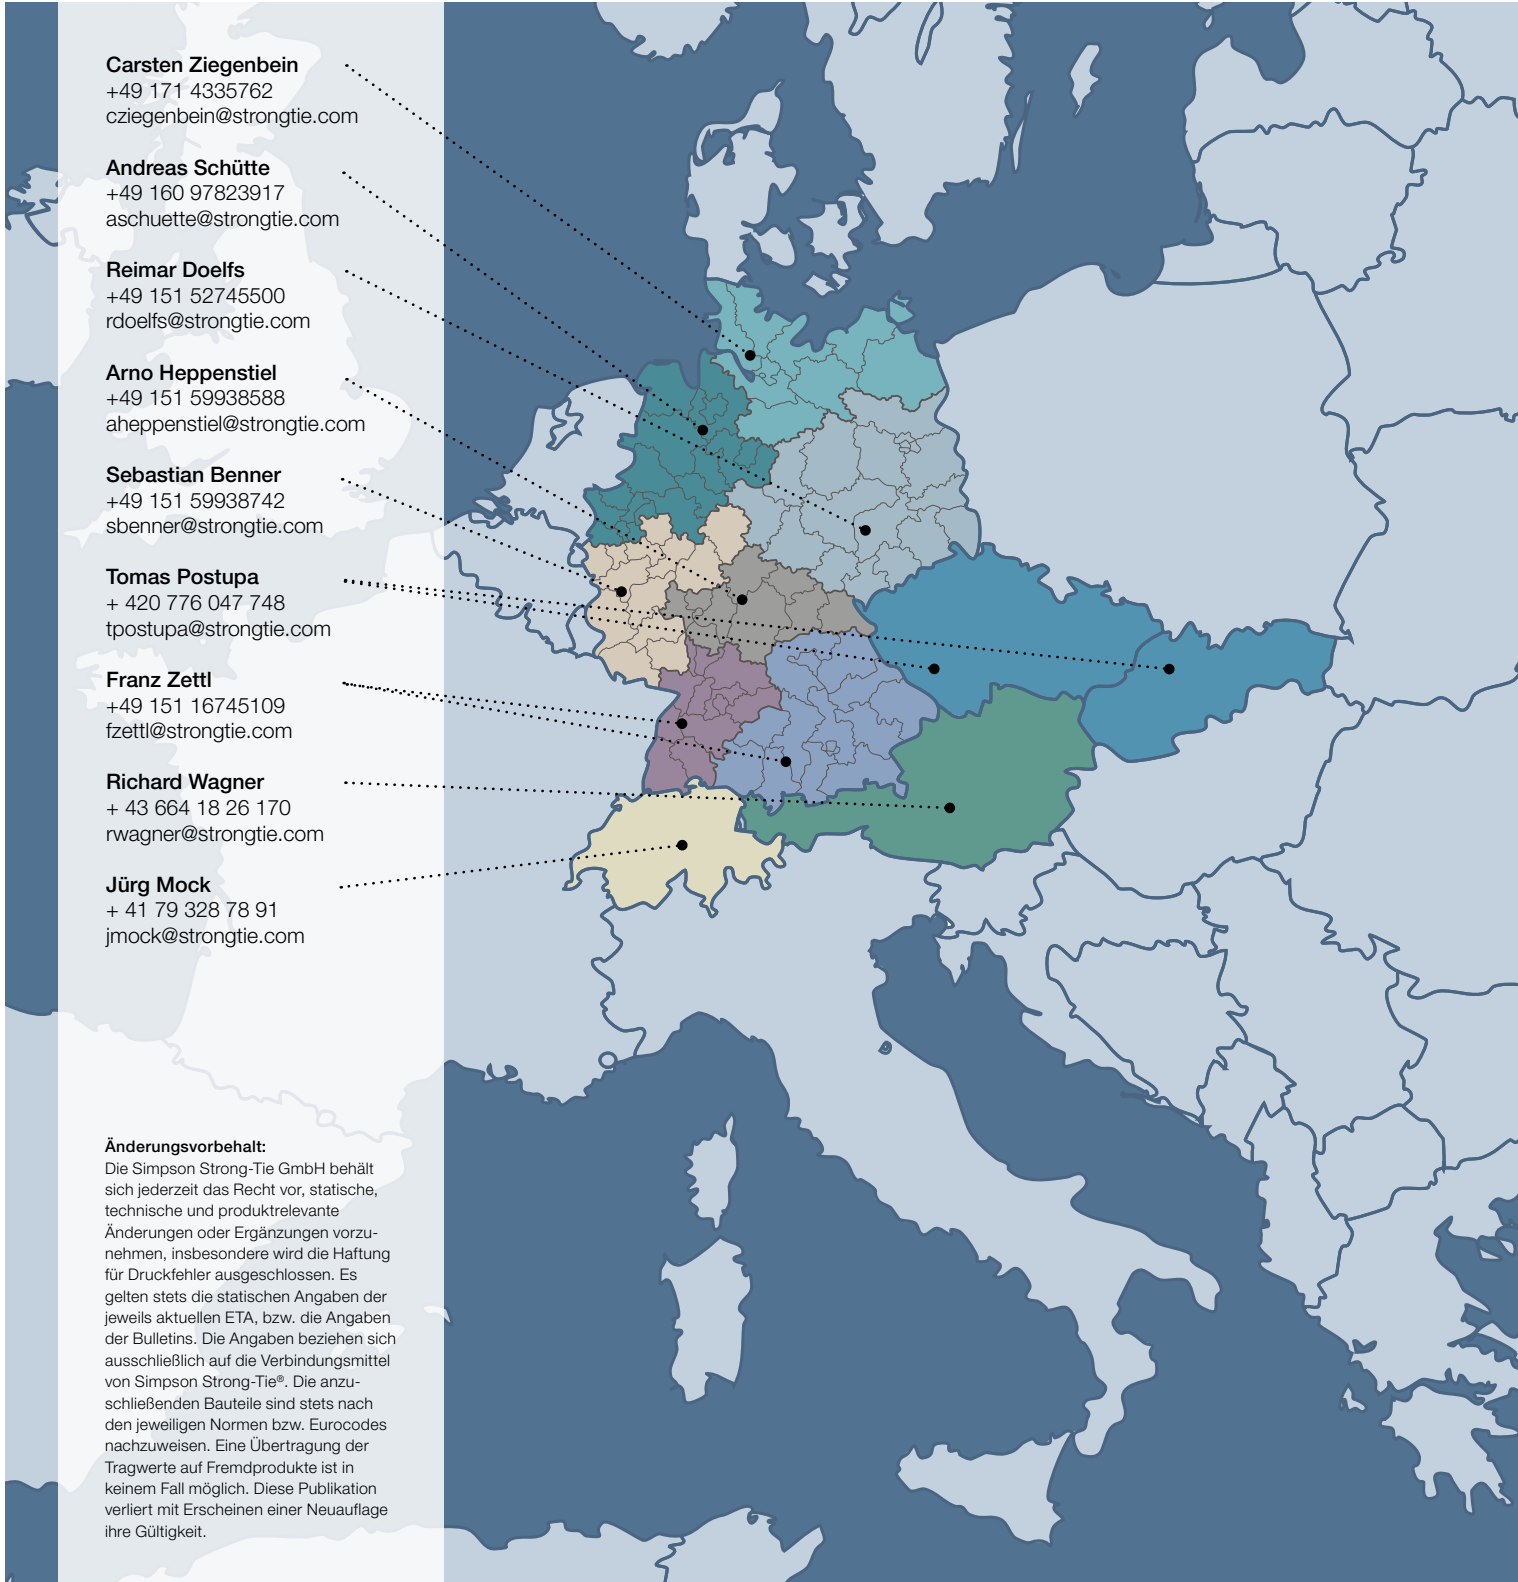 Carsten Ziegenbein
+49 171 4335762
cziegenbein@strongtie.com
Andreas Schütte
+49 160 97823917
aschuette@strongtie.com
Reimar Doelfs
+49 151 52745500
rdoelfs@strongtie.com
Arno Heppenstiel
+49 151 59938588
aheppenstiel@strongtie.com
Sebastian Benner
+49 151 59938742
sbenner@strongtie.com
Tomas Postupa
+ 420 776 047 748
tpostupa@strongtie.com
Franz Zettl
+49 151 16745109
fzettl@strongtie.com
Richard Wagner
+ 43 664 18 26 170
rwagner@strongtie.com
Jürg Mock
+ 41 79 328 78 91
jmock@strongtie.com
Änderungsvorbehalt:
Die Simpson Strong-Tie GmbH behält
sich jederzeit das Recht vor, statische,
technische und produktrelevante
Änderungen oder Ergänzungen vorzu-
nehmen, insbesondere wird die Haftung
für Druckfehler ausgeschlossen. Es
gelten stets die statischen Angaben der
jeweils aktuellen ETA, bzw. die Angaben
der Bulletins. Die Angaben beziehen sich
ausschließlich auf die Verbindungsmittel
von Simpson Strong-Tie®. Die anzu-
schließenden Bauteile sind stets nach
den jeweiligen Normen bzw. Eurocodes
nachzuweisen. Eine Übertragung der
Tragwerte auf Fremdprodukte ist in
keinem Fall möglich. Diese Publikation
verliert mit Erscheinen einer Neuauflage
ihre Gültigkeit.